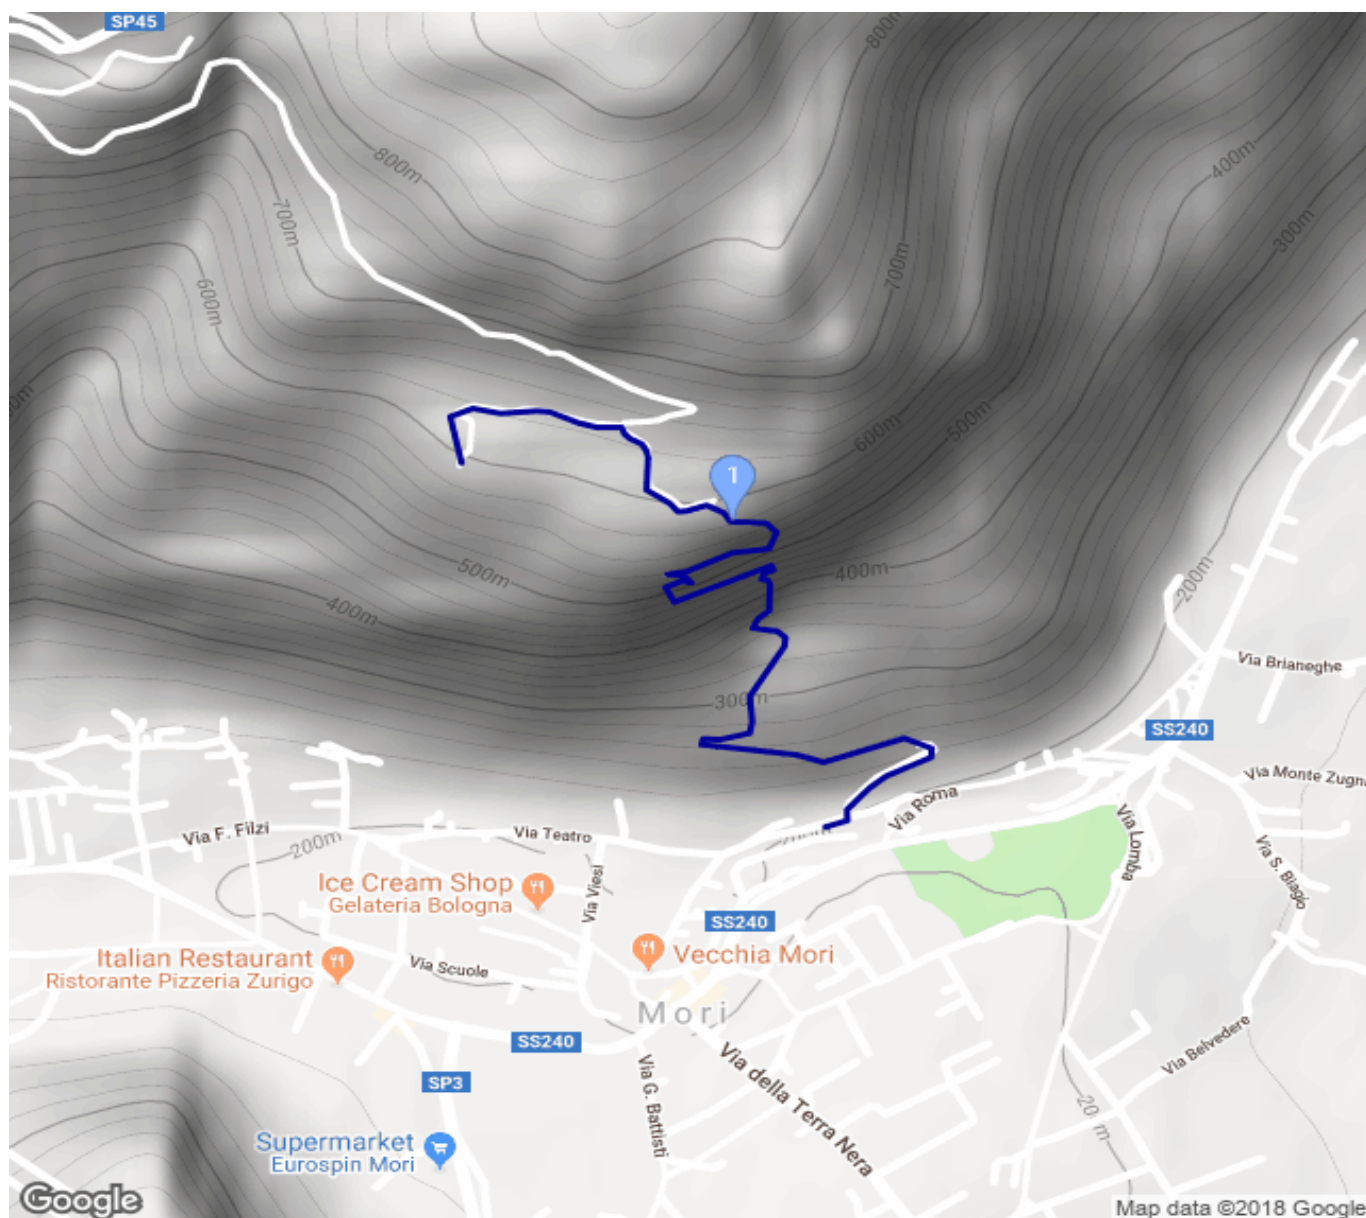 SP45
800m
800m
400m
700m
300m
700m
600m
600m
500m
1
500m
400m
400m
200m
Via Brianeghe
300m
SS240
Via Monte Zugna
Via Roma
Via Lomba
Via F. Filzi
Via Teatro
200m
Via S. Biagio
Ice Cream Shop
Gelateria Bologna
Via Viesi
SS240
Italian Restaurant
Ristorante Pizzeria Zurigo
Via Scuole
Vecchia Mori
Mori
SS240
Via Belvedere
SP3
Via G. Battisti
Via della Terra Nera
Supermarket
Eurospin Mori
Google
Map data ©2018 Google